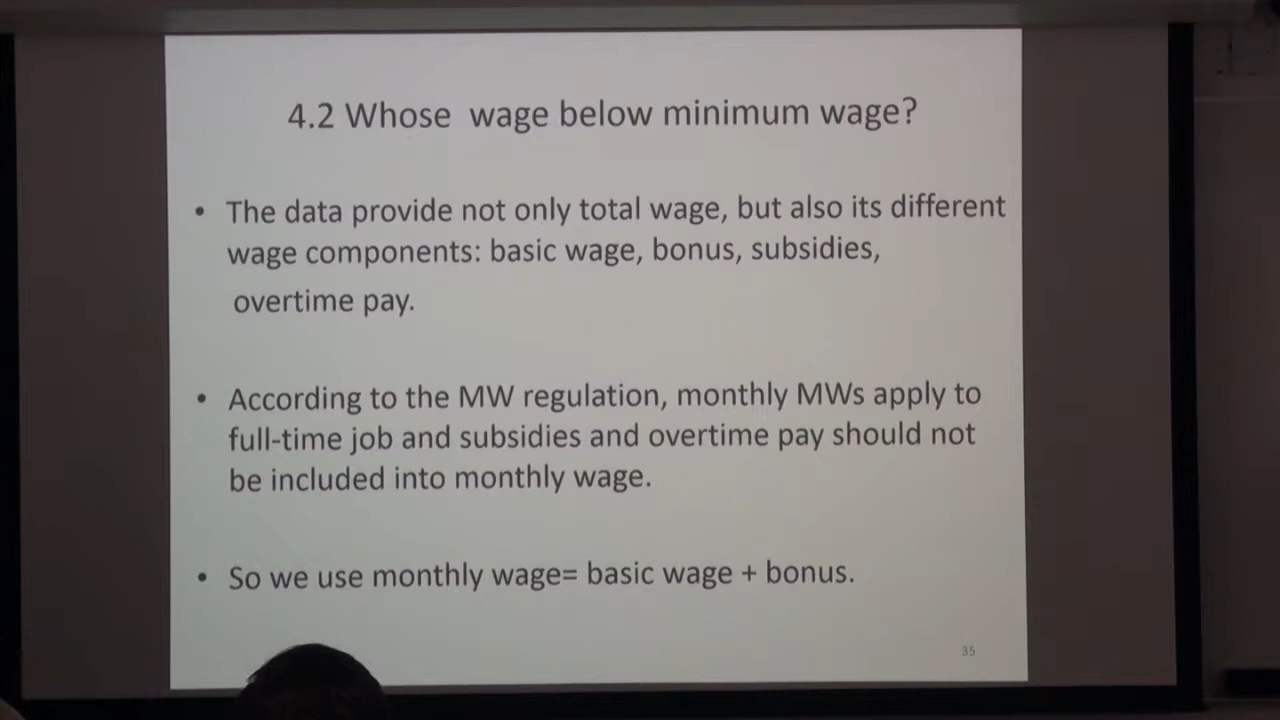 4.2 Whose wage below minimum wage?
• The data provide not only total wage, but also its different
wage components: basic wage, bonus, subsidies,
overtime pay.
• According to the MW regulation, monthly MWs apply to
full-time job and subsidies and overtime pay should not
be included into monthly wage.
• So we use monthly wage= basic wage + bonus.
35